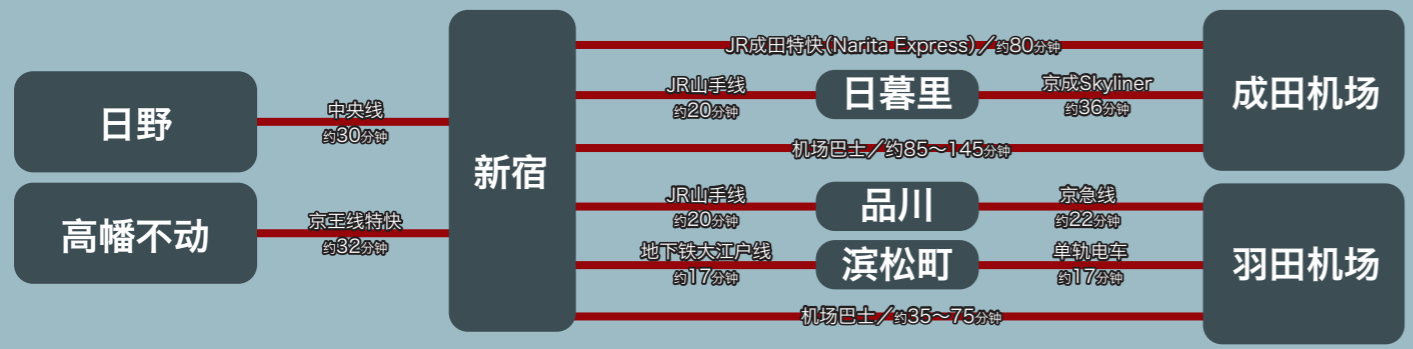 日野
中央线
约30分钟
高幡不动
京王线特快
约32分钟
新宿
JR成田特快(Narita Express)／约80分钟
JR山手线
约20分钟
日暮里
京成Skyliner
约36分钟
机场巴士／约85～145分钟
成田机场
JR山手线
约20分钟
品川
京急线
约22分钟
地下铁大江户线
约17分钟
滨松町
单轨电车
约17分钟
机场巴士／约35～75分钟
羽田机场